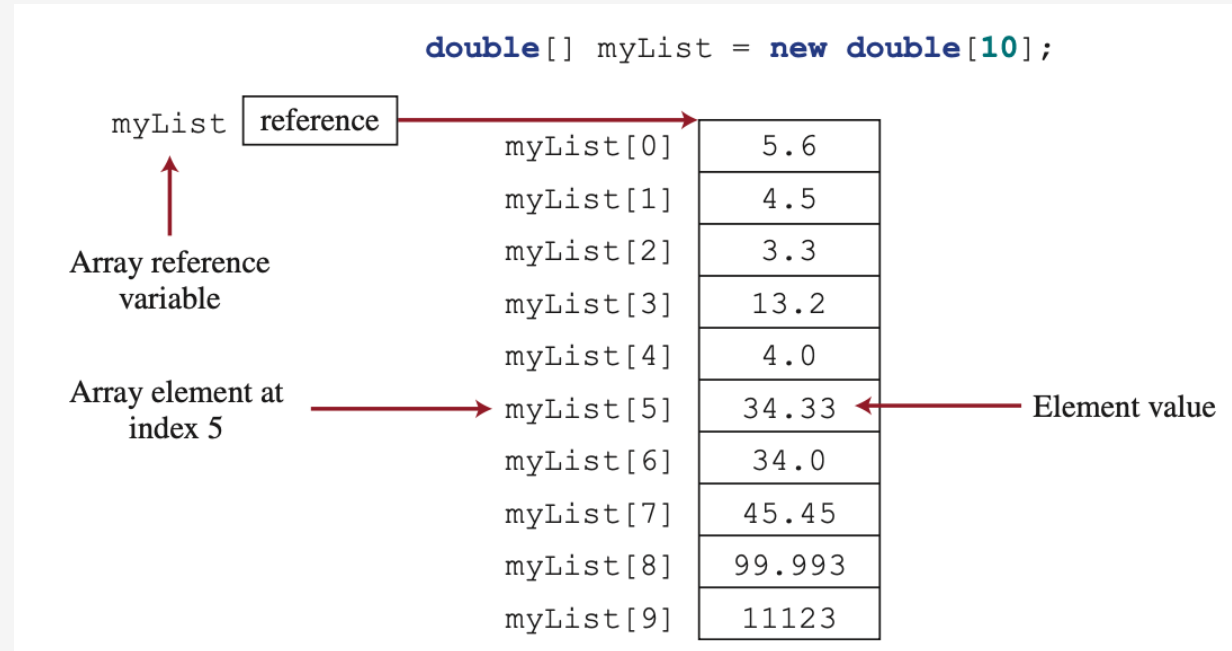 double[] myList = new double[10];
myList reference
Array reference
variable
myList[0] 5.6
myList[1] 4.5
myList[2] 3.3
myList[3] 13.2
myList[4] 4.0
Array element at
index 5
myList[5] 34.33
Element value
myList[6] 34.0
myList[7] 45.45
myList[8] 99.993
myList[9] 11123